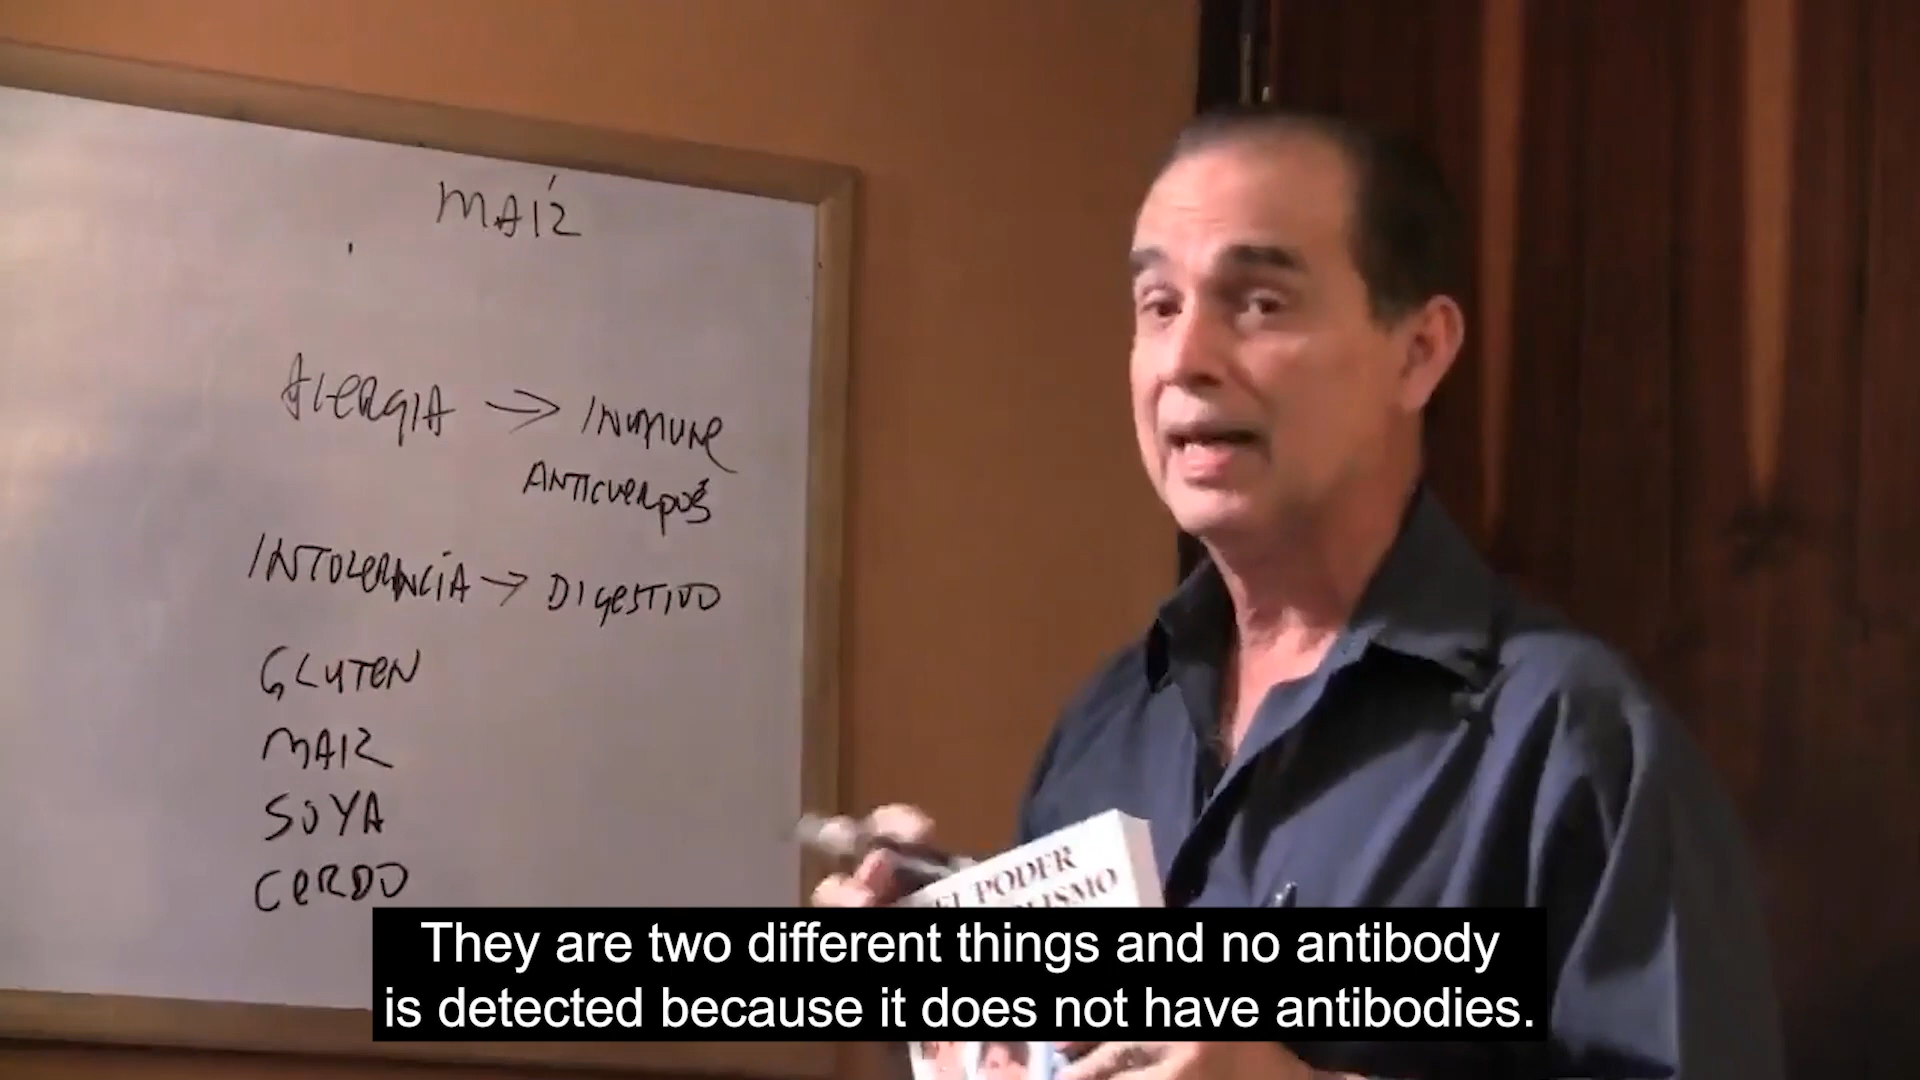 MAÍZ
ALERGIA → INMUNE
ANTICUERPOS
INTOLERANCIA → DIGESTIVO
GLUTEN
MAIZ
SOYA
CERDO
EL PODER
They are two different things and no antibody
is detected because it does not have antibodies.